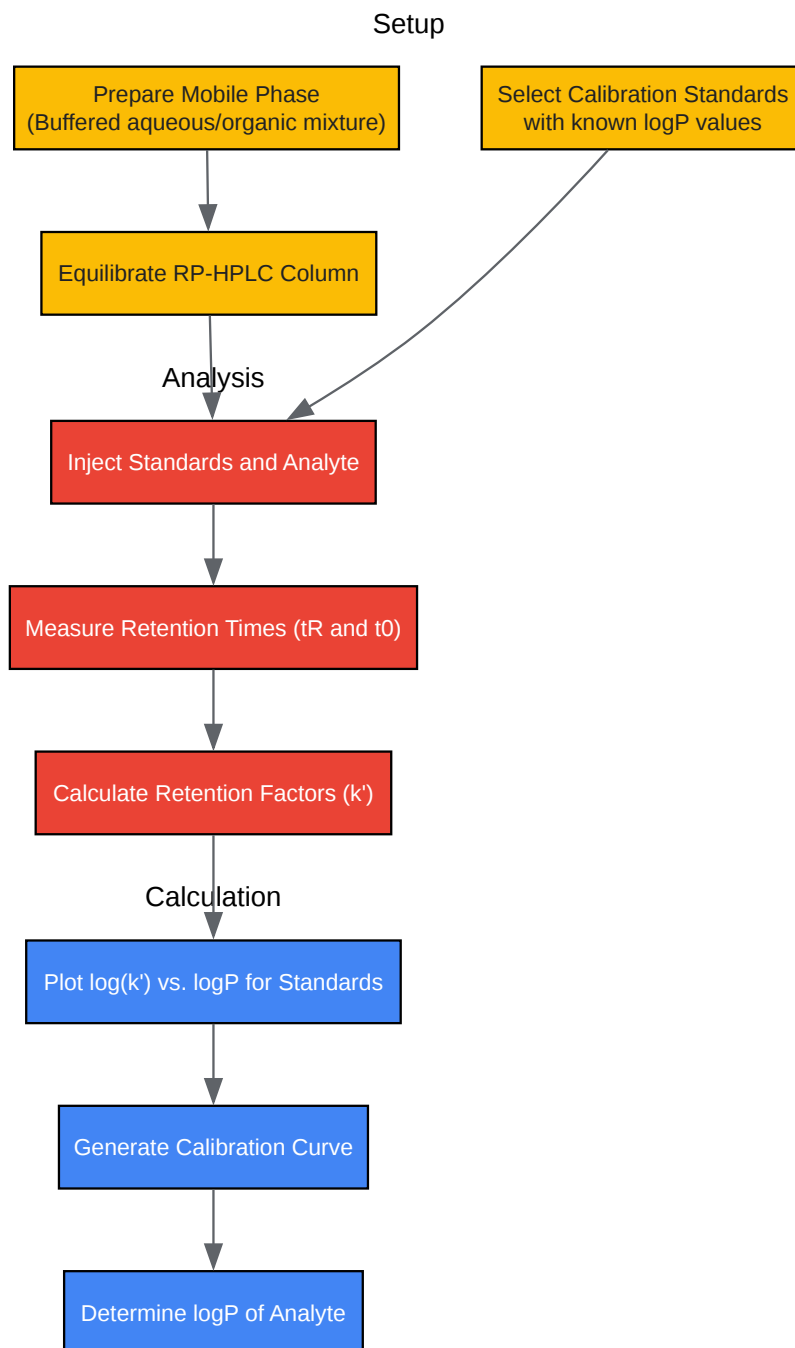 Setup
Prepare Mobile Phase
(Buffered aqueous/organic mixture)
Select Calibration Standards
with known logP values
Equilibrate RP-HPLC Column
Analysis
Inject Standards and Analyte
Measure Retention Times (tR and t0)
Calculate Retention Factors (k')
Calculation
Plot log(k') vs. logP for Standards
Generate Calibration Curve
Determine logP of Analyte